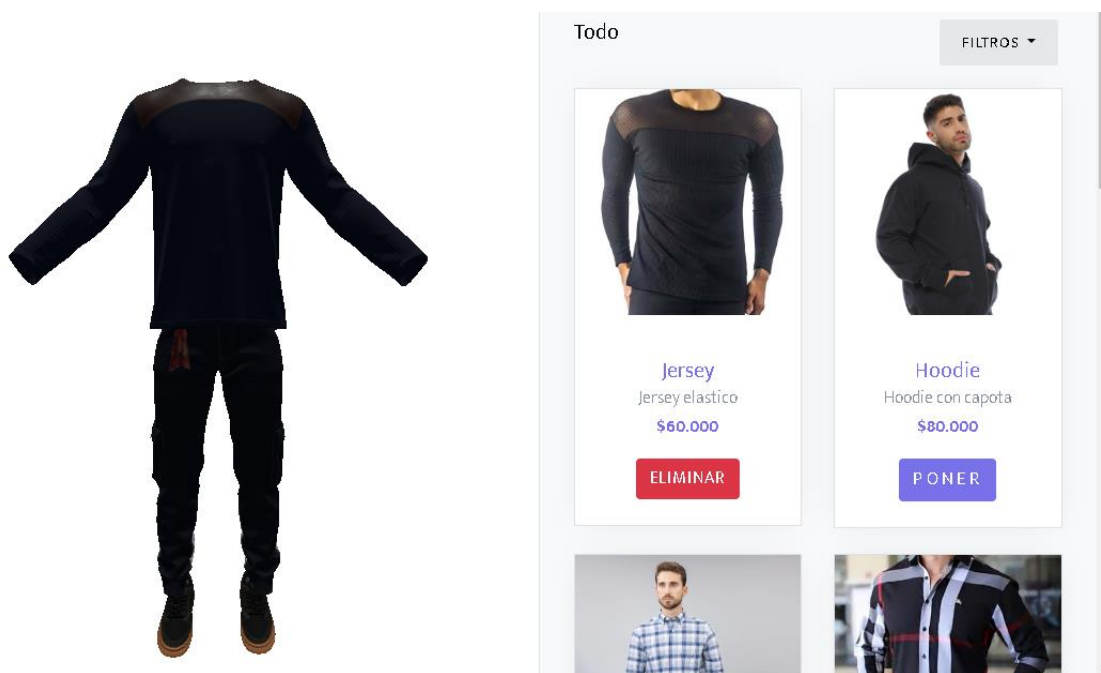 Todo
FILTROS
Jersey
Jersey elastico
$60.000
ELIMINAR
Hoodie
Hoodie con capota
$80.000
PONER